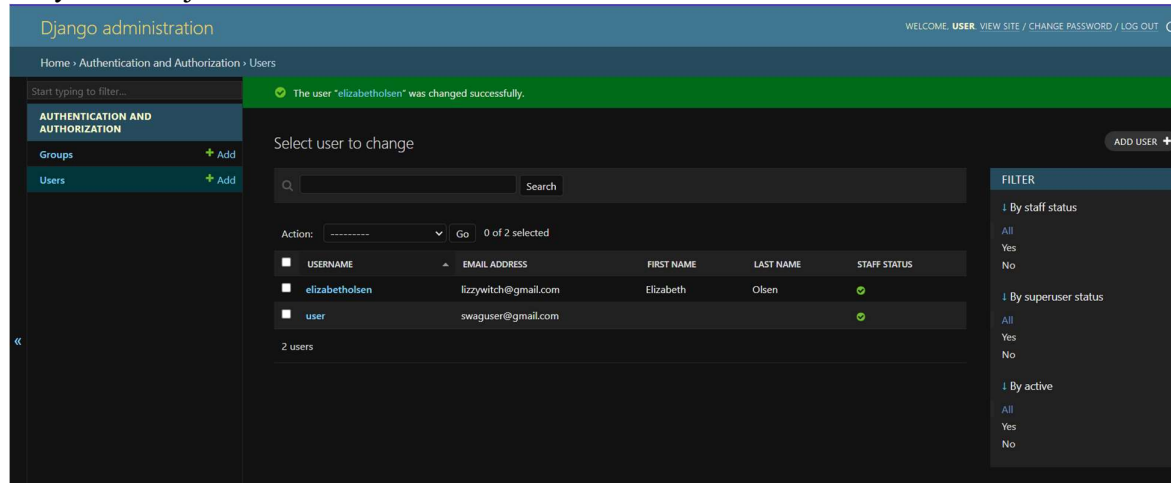 Django administration
WELCOME, USER. VIEW SITE / CHANGE PASSWORD / LOG OUT
Home › Authentication and Authorization › Users
Start typing to filter...
AUTHENTICATION AND
AUTHORIZATION
Groups + Add
Users + Add
«
The user "elizabetholsen" was changed successfully.
Select user to change
ADD USER +
Search
Action: --------- Go 0 of 2 selected
USERNAME EMAIL ADDRESS FIRST NAME LAST NAME STAFF STATUS
elizabetholsen lizzywitch@gmail.com Elizabeth Olsen
user swaguser@gmail.com
2 users
FILTER
↓ By staff status
All
Yes
No
↓ By superuser status
All
Yes
No
↓ By active
All
Yes
No